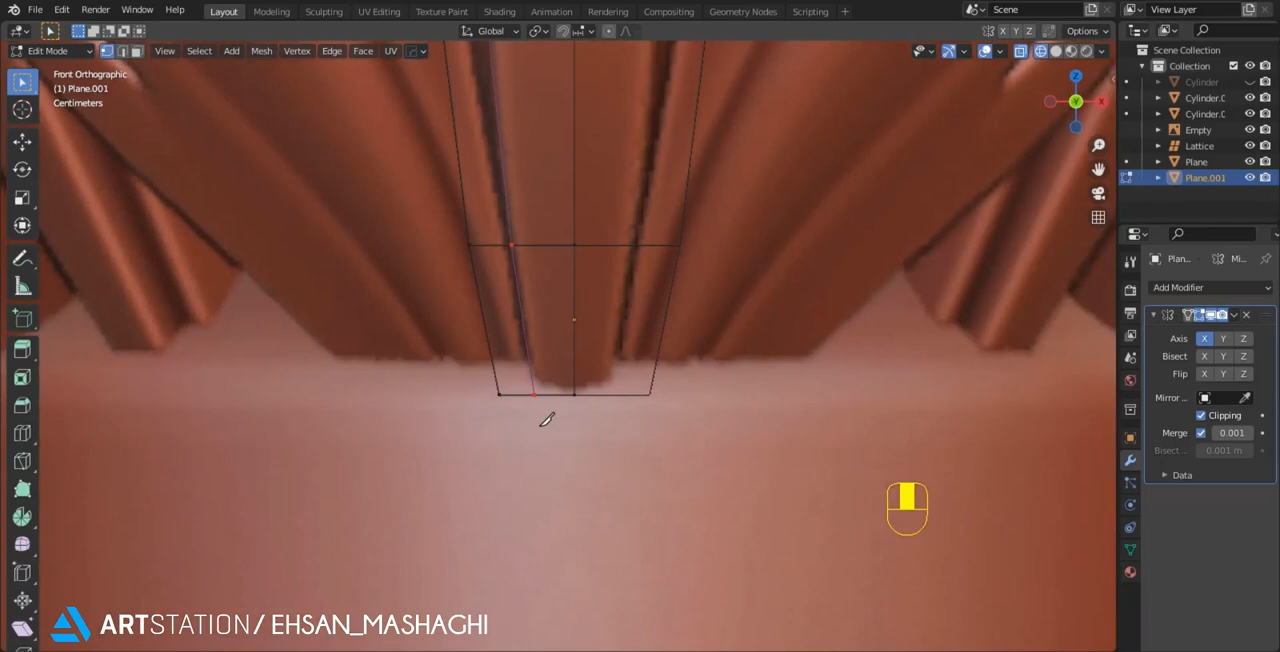 File Edit Render Window Help Layout Modeling Sculpting UV Editing Texture Paint Shading Animation Rendering Compositing Geometry Nodes Scripting + Scene View Layer
Global X Y Z Options
Edit Mode View Select Add Mesh Vertex Edge Face UV
Front Orthographic
(1) Plane.001
Centimeters
Z
Y
X
Scene Collection
Collection
Cylinder
Cylinder.0
Cylinder.0
Empty
Lattice
Plane
Plane.001
Plan... Mi...
Add Modifier
Axis X Y Z
Bisect X Y Z
Flip X Y Z
Mirror ...
Clipping
Merge 0.001
Bisect ... 0.001 m
Data
ARTSTATION/ EHSAN_MASHAGHI